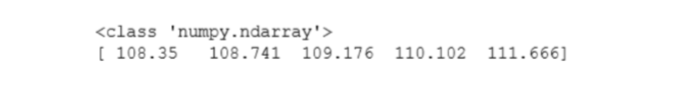 <class 'numpy.ndarray'>
[ 108.35   108.741  109.176  110.102  111.666]